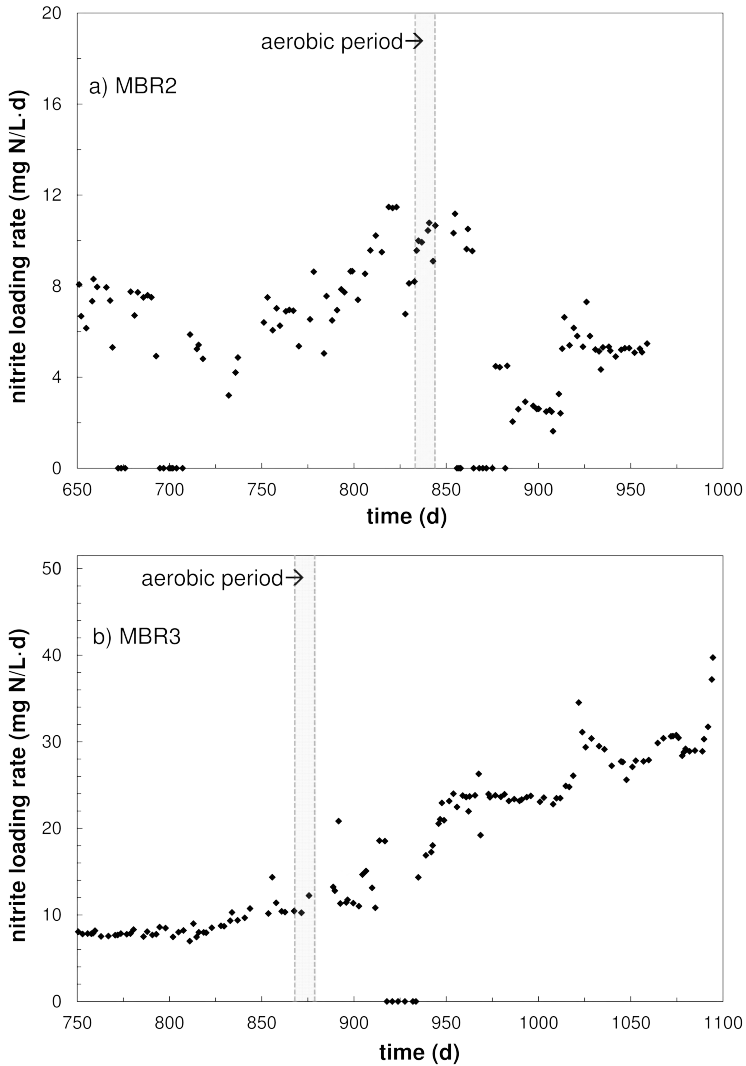 20
aerobic period→
a) MBR2
16
12
8
4
0
nitrite loading rate (mg N/L·d)
650 700 750 800 850 900 950 1000
time (d)
50
aerobic period→
b) MBR3
40
30
20
10
0
nitrite loading rate (mg N/L·d)
750 800 850 900 950 1000 1050 1100
time (d)